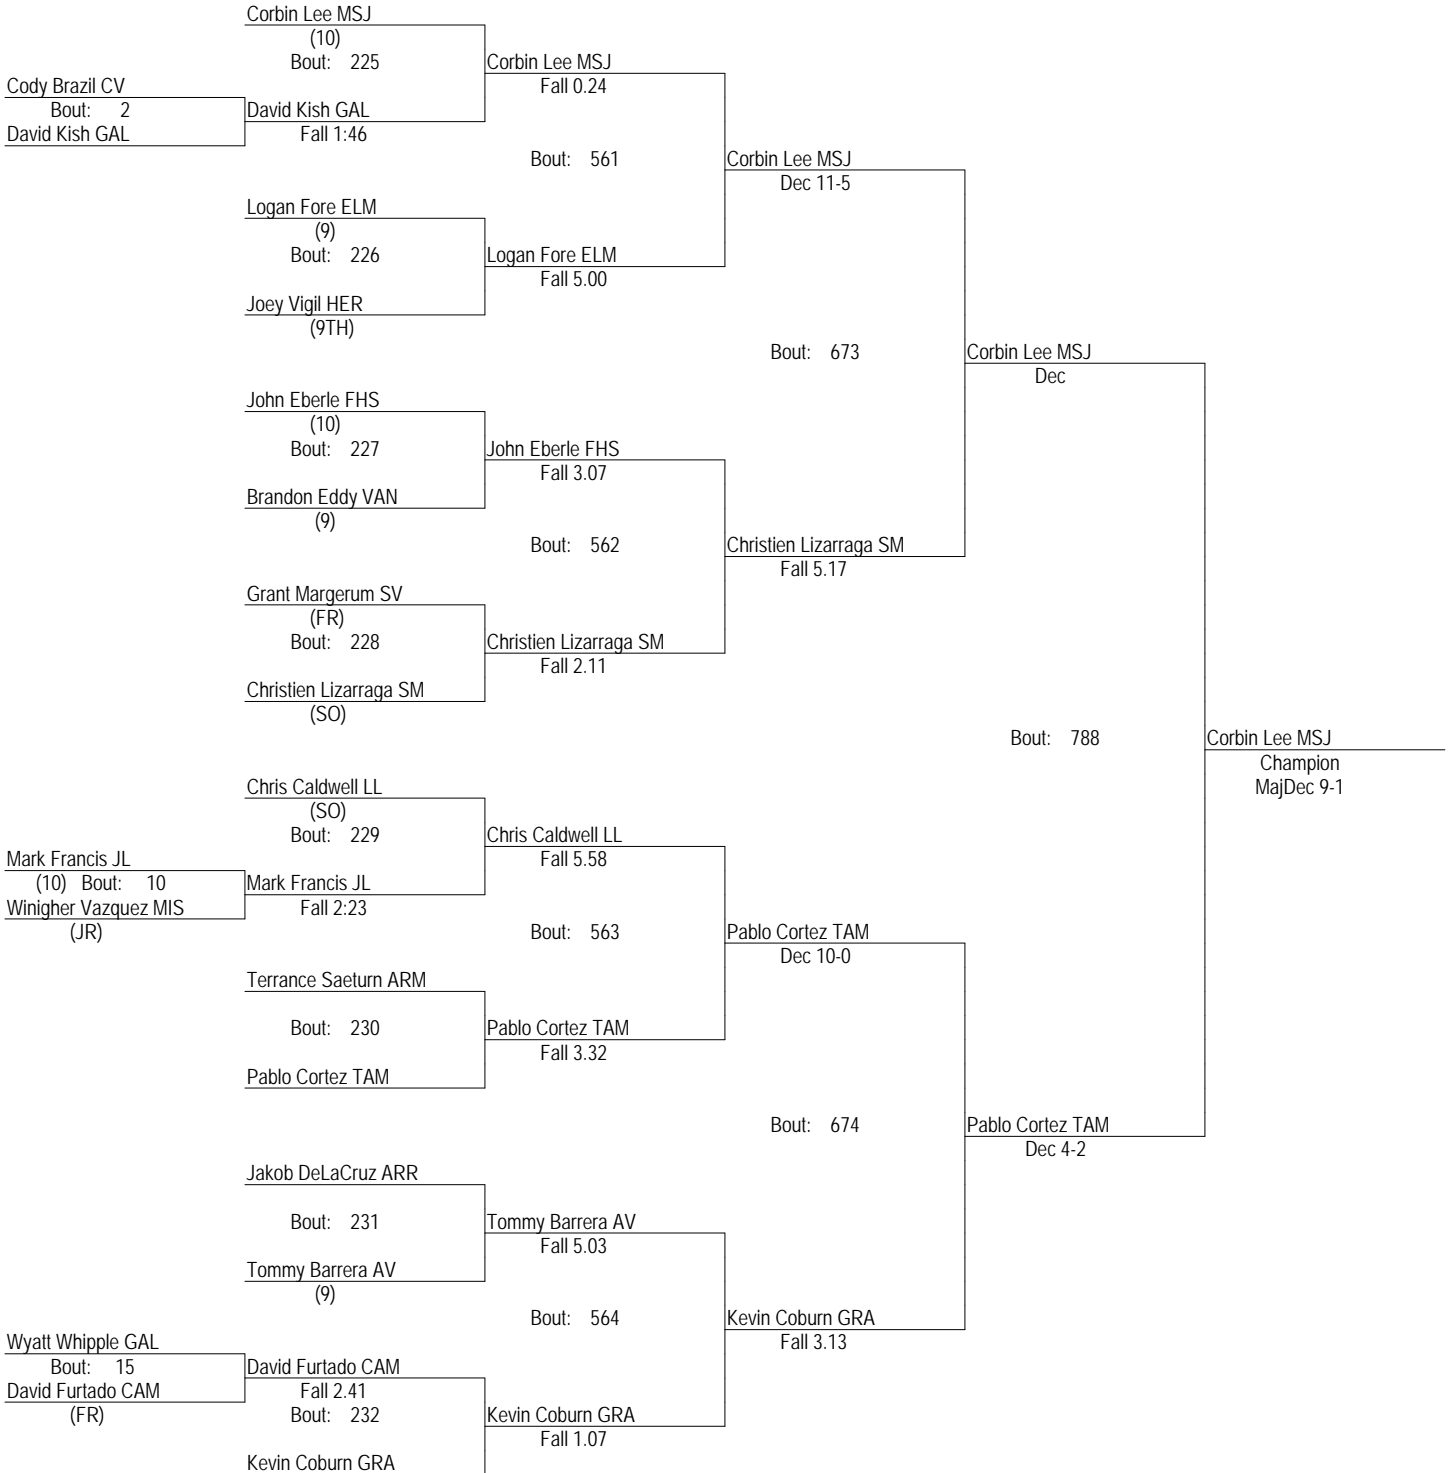 Corbin Lee MSJ
(10)
Bout: 225
Corbin Lee MSJ
Fall 0.24
Cody Brazil CV
Bout: 2
David Kish GAL
David Kish GAL
Fall 1:46
Bout: 561
Corbin Lee MSJ
Dec 11-5
Logan Fore ELM
(9)
Bout: 226
Logan Fore ELM
Fall 5.00
Joey Vigil HER
(9TH)
Bout: 673
Corbin Lee MSJ
Dec
John Eberle FHS
(10)
Bout: 227
John Eberle FHS
Fall 3.07
Brandon Eddy VAN
(9)
Bout: 562
Christien Lizarraga SM
Fall 5.17
Grant Margerum SV
(FR)
Bout: 228
Christien Lizarraga SM
Fall 2.11
Christien Lizarraga SM
(SO)
Bout: 788
Corbin Lee MSJ
Champion
MajDec 9-1
Chris Caldwell LL
(SO)
Bout: 229
Chris Caldwell LL
Fall 5.58
Mark Francis JL
(10) Bout: 10
Winigher Vazquez MIS
(JR)
Mark Francis JL
Fall 2:23
Bout: 563
Pablo Cortez TAM
Dec 10-0
Terrance Saeturn ARM
Bout: 230
Pablo Cortez TAM
Fall 3.32
Pablo Cortez TAM
Bout: 674
Pablo Cortez TAM
Dec 4-2
Jakob DeLaCruz ARR
Bout: 231
Tommy Barrera AV
Fall 5.03
Tommy Barrera AV
(9)
Bout: 564
Kevin Coburn GRA
Fall 3.13
Wyatt Whipple GAL
Bout: 15
David Furtado CAM
(FR)
David Furtado CAM
Fall 2.41
Bout: 232
Kevin Coburn GRA
Fall 1.07
Kevin Coburn GRA